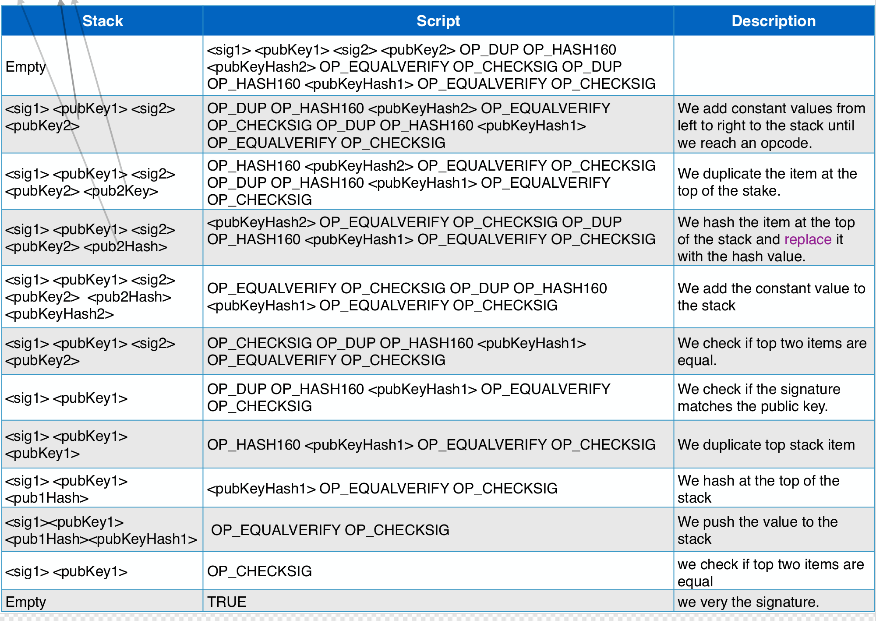 Stack Script Description
Empty
<sig1> <pubKey1> <sig2> <pubKey2> OP_DUP OP_HASH160
<pubKeyHash2> OP_EQUALVERIFY OP_CHECKSIG OP_DUP
OP_HASH160 <pubKeyHash1> OP_EQUALVERIFY OP_CHECKSIG
<sig1> <pubKey1> <sig2>
<pubKey2>
OP_DUP OP_HASH160 <pubKeyHash2> OP_EQUALVERIFY
OP_CHECKSIG OP_DUP OP_HASH160 <pubKeyHash1>
OP_EQUALVERIFY OP_CHECKSIG
We add constant values from
left to right to the stack until
we reach an opcode.
<sig1> <pubKey1> <sig2>
<pubKey2> <pub2Key>
OP_HASH160 <pubKeyHash2> OP_EQUALVERIFY OP_CHECKSIG
OP_DUP OP_HASH160 <pubKeyHash1> OP_EQUALVERIFY
OP_CHECKSIG
We duplicate the item at the
top of the stake.
<sig1> <pubKey1> <sig2>
<pubKey2> <pub2Hash>
<pubKeyHash2> OP_EQUALVERIFY OP_CHECKSIG OP_DUP
OP_HASH160 <pubKeyHash1> OP_EQUALVERIFY OP_CHECKSIG
We hash the item at the top
of the stack and replace it
with the hash value.
<sig1> <pubKey1> <sig2>
<pubKey2> <pub2Hash>
<pubKeyHash2>
OP_EQUALVERIFY OP_CHECKSIG OP_DUP OP_HASH160
<pubKeyHash1> OP_EQUALVERIFY OP_CHECKSIG
We add the constant value to
the stack
<sig1> <pubKey1> <sig2>
<pubKey2>
OP_CHECKSIG OP_DUP OP_HASH160 <pubKeyHash1>
OP_EQUALVERIFY OP_CHECKSIG
We check if top two items are
equal.
<sig1> <pubKey1>
OP_DUP OP_HASH160 <pubKeyHash1> OP_EQUALVERIFY
OP_CHECKSIG
We check if the signature
matches the public key.
<sig1> <pubKey1>
<pubKey1>
OP_HASH160 <pubKeyHash1> OP_EQUALVERIFY OP_CHECKSIG
We duplicate top stack item
<sig1> <pubKey1>
<pub1Hash>
<pubKeyHash1> OP_EQUALVERIFY OP_CHECKSIG
We hash at the top of the
stack
<sig1><pubKey1>
<pub1Hash><pubKeyHash1>
OP_EQUALVERIFY OP_CHECKSIG
We push the value to the
stack
<sig1> <pubKey1>
OP_CHECKSIG
we check if top two items are
equal
Empty
TRUE
we very the signature.